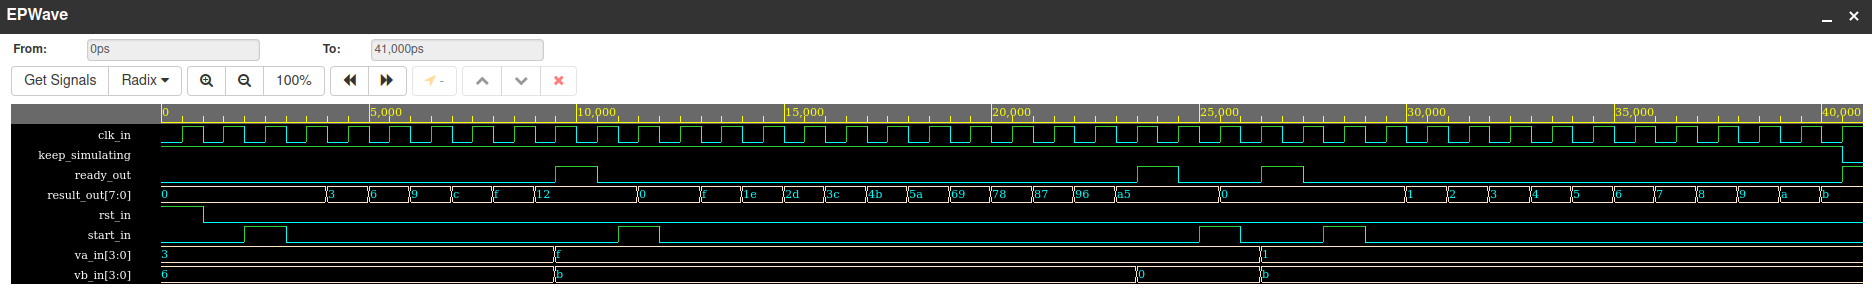 EPWave
From: 0ps To: 41,000ps
Get Signals Radix 100% -
0 5,000 10,000 15,000 20,000 25,000 30,000 35,000 40,000
clk_in
keep_simulating
ready_out
result_out[7:0] 0 3 6 9 c f 12 0 f 1e 2d 3c 4b 5a 69 78 87 96 a5 0 1 2 3 4 5 6 7 8 9 a b
rst_in
start_in
va_in[3:0] 3 f 1
vb_in[3:0] 6 b 0 b